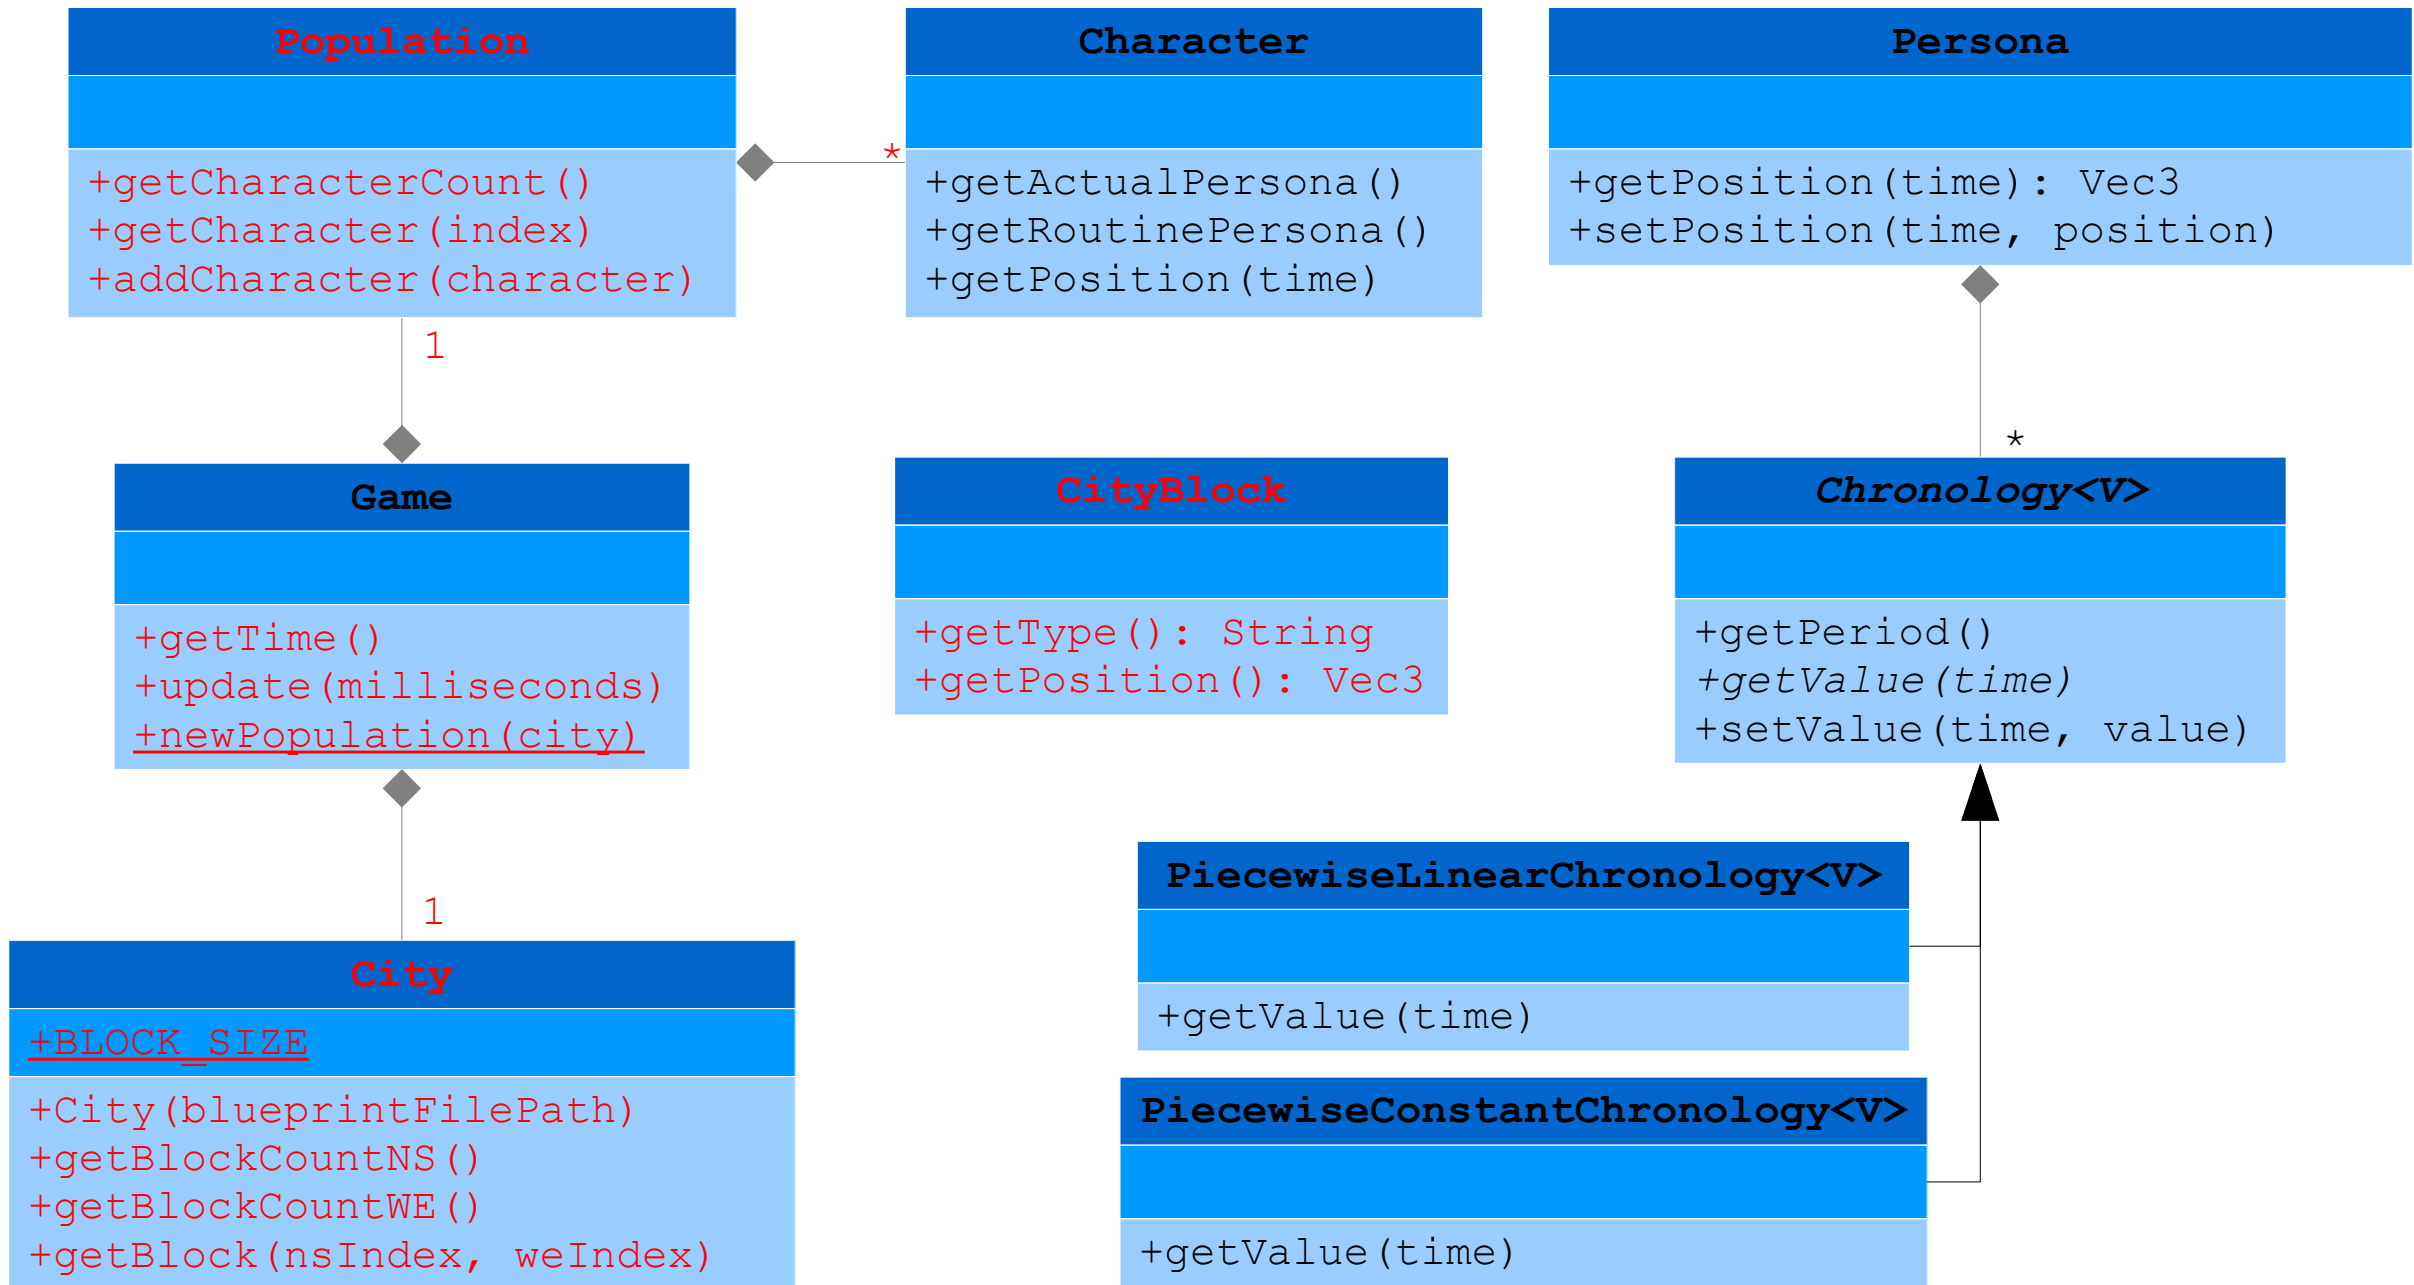 Population
+getCharacterCount()
+getCharacter(index)
+addCharacter(character)
*
1
Character
+getActualPersona()
+getRoutinePersona()
+getPosition(time)
Persona
+getPosition(time): Vec3
+setPosition(time, position)
*
Game
+getTime()
+update(milliseconds)
+newPopulation(city)
1
CityBlock
+getType(): String
+getPosition(): Vec3
Chronology<V>
+getPeriod()
+getValue(time)
+setValue(time, value)
PiecewiseLinearChronology<V>
+getValue(time)
City
+BLOCK_SIZE
+City(blueprintFilePath)
+getBlockCountNS()
+getBlockCountWE()
+getBlock(nsIndex, weIndex)
PiecewiseConstantChronology<V>
+getValue(time)